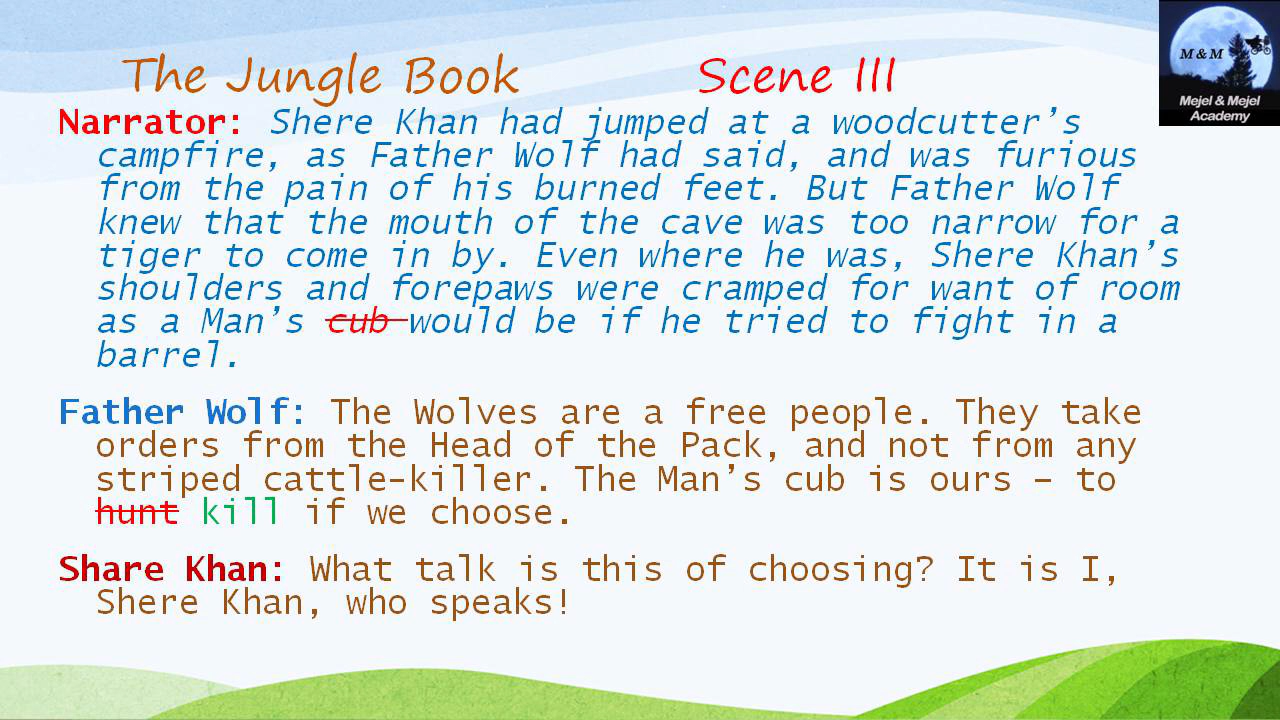 The Jungle Book Scene III
M & M
Mejel & Mejel
Academy
Narrator: Shere Khan had jumped at a woodcutter’s
campfire, as Father Wolf had said, and was furious
from the pain of his burned feet. But Father Wolf
knew that the mouth of the cave was too narrow for a
tiger to come in by. Even where he was, Shere Khan’s
shoulders and forepaws were cramped for want of room
as a Man’s cub would be if he tried to fight in a
barrel.
Father Wolf: The Wolves are a free people. They take
orders from the Head of the Pack, and not from any
striped cattle-killer. The Man’s cub is ours – to
hunt kill if we choose.
Share Khan: What talk is this of choosing? It is I,
Shere Khan, who speaks!